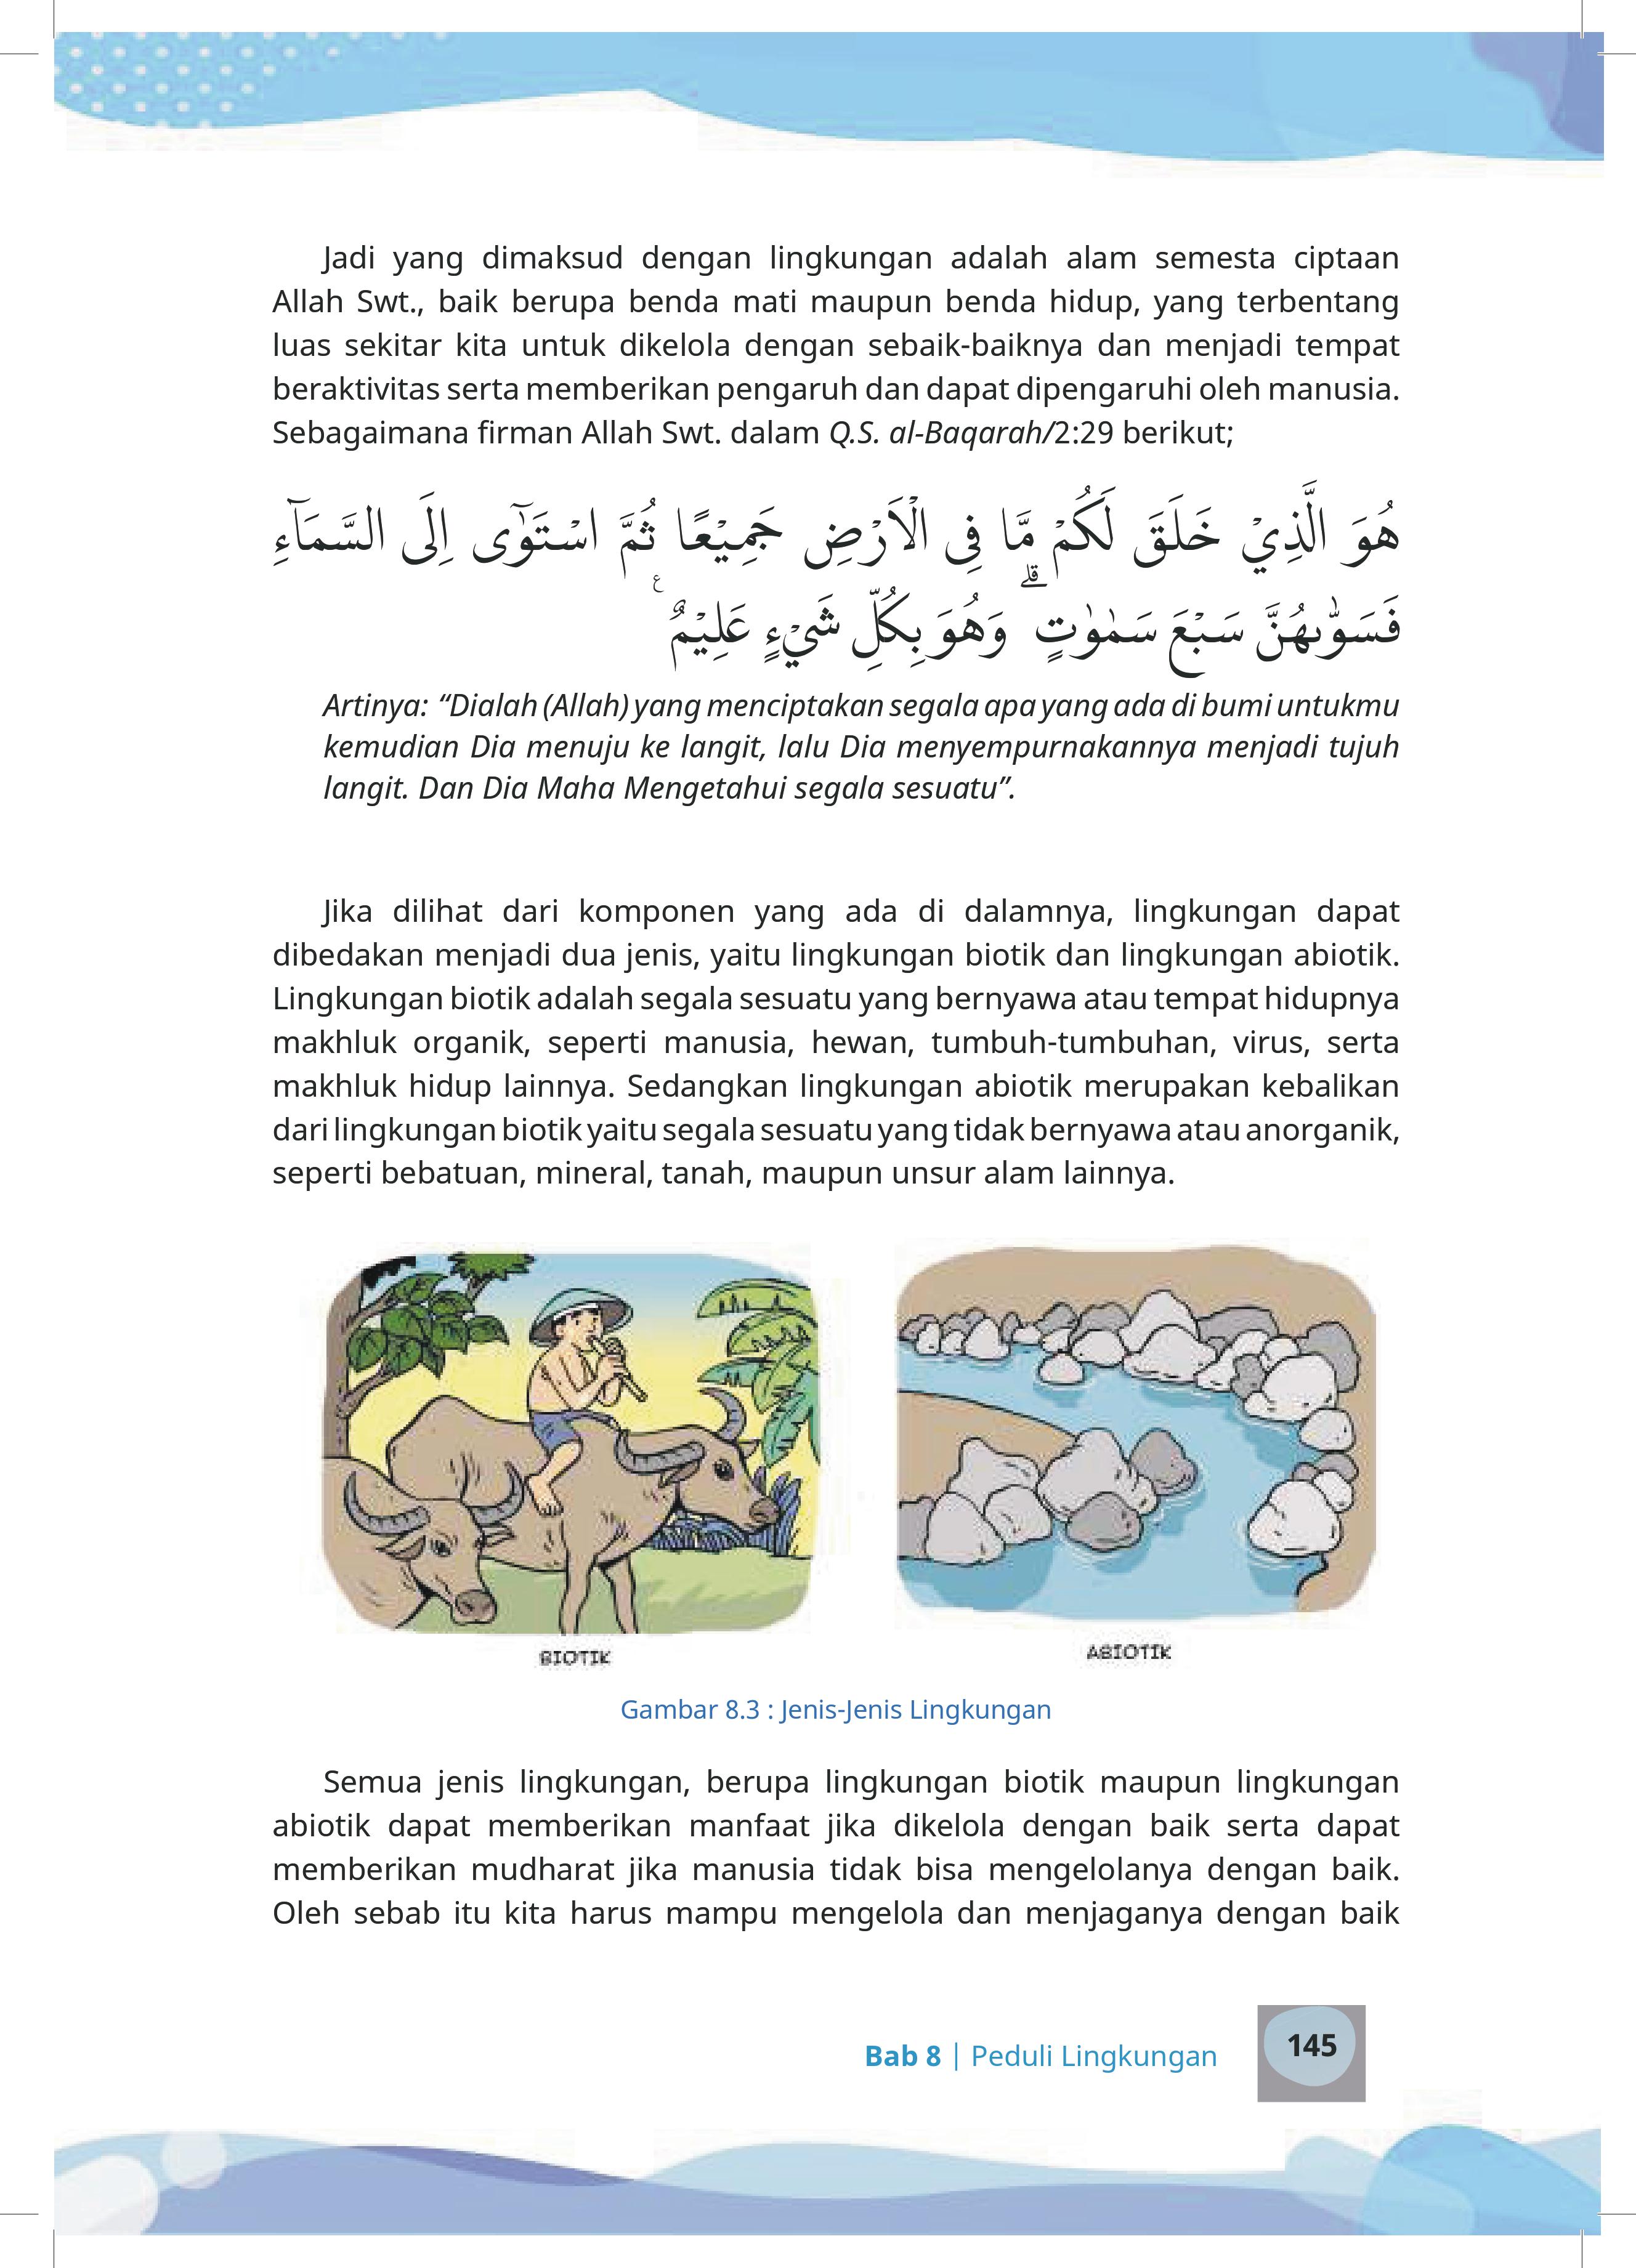 Jadi yang dimaksud dengan lingkungan adalah alam semesta ciptaan
Allah Swt., baik berupa benda mati maupun benda hidup, yang terbentang
luas sekitar kita untuk dikelola dengan sebaik-baiknya dan menjadi tempat
beraktivitas serta memberikan pengaruh dan dapat dipengaruhi oleh manusia.
Sebagaimana firman Allah Swt. dalam Q.S. al-Baqarah/2:29 berikut;
هُوَ الَّذِيْ خَلَقَ لَكُمْ مَّا فِى الْاَرْضِ جَمِيْعًا ثُمَّ اسْتَوٰٓى اِلَى السَّمَاۤءِ
فَسَوّٰىهُنَّ سَبْعَ سَمٰوٰتٍ ۗ وَهُوَ بِكُلِّ شَيْءٍ عَلِيْمٌ ࣖ
Artinya: “Dialah (Allah) yang menciptakan segala apa yang ada di bumi untukmu
kemudian Dia menuju ke langit, lalu Dia menyempurnakannya menjadi tujuh
langit. Dan Dia Maha Mengetahui segala sesuatu”.
Jika dilihat dari komponen yang ada di dalamnya, lingkungan dapat
dibedakan menjadi dua jenis, yaitu lingkungan biotik dan lingkungan abiotik.
Lingkungan biotik adalah segala sesuatu yang bernyawa atau tempat hidupnya
makhluk organik, seperti manusia, hewan, tumbuh-tumbuhan, virus, serta
makhluk hidup lainnya. Sedangkan lingkungan abiotik merupakan kebalikan
dari lingkungan biotik yaitu segala sesuatu yang tidak bernyawa atau anorganik,
seperti bebatuan, mineral, tanah, maupun unsur alam lainnya.
BIOTIK
ABIOTIK
Gambar 8.3 : Jenis-Jenis Lingkungan
Semua jenis lingkungan, berupa lingkungan biotik maupun lingkungan
abiotik dapat memberikan manfaat jika dikelola dengan baik serta dapat
memberikan mudharat jika manusia tidak bisa mengelolanya dengan baik.
Oleh sebab itu kita harus mampu mengelola dan menjaganya dengan baik
Bab 8 | Peduli Lingkungan
145